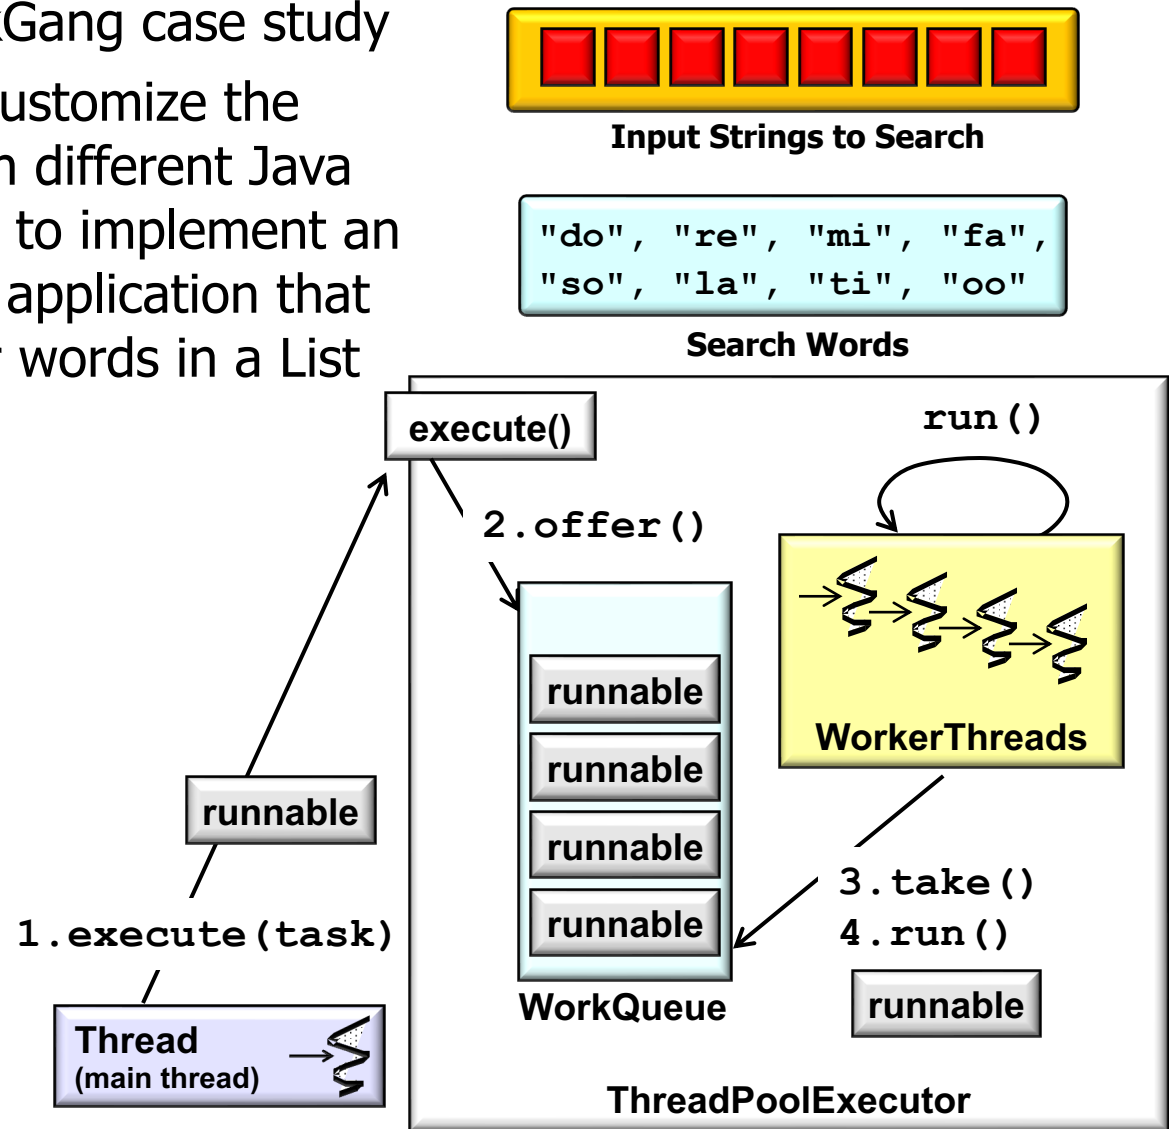 Gang case study
ustomize the
different Java
to implement an
application that
words in a List
Input Strings to Search
"do", "re", "mi", "fa",
"so", "la", "ti", "oo"
Search Words
execute()
run()
2.offer()
runnable
runnable
runnable
runnable
WorkerThreads
runnable
3.take()
4.run()
1.execute(task)
WorkQueue
runnable
Thread
(main thread)
ThreadPoolExecutor